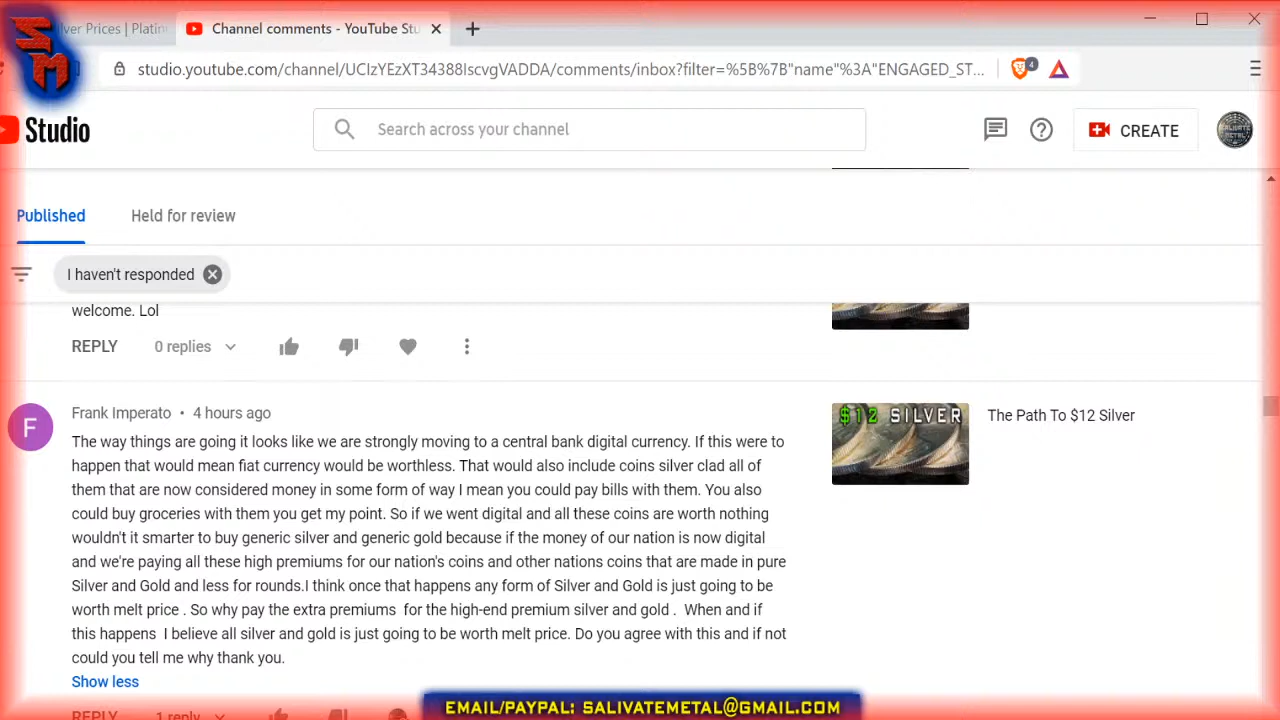 SM
lver Prices | Platin
Channel comments - YouTube Stu
studio.youtube.com/channel/UCIzYEzXT34388IscvgVADDA/comments/inbox?filter=%5B%7B"name"%3A"ENGAGED_ST...
4
Studio
Search across your channel
CREATE
Published
Held for review
I haven't responded
welcome. Lol
REPLY
0 replies
Frank Imperato • 4 hours ago
F
$12 SILVER
The Path To $12 Silver
The way things are going it looks like we are strongly moving to a central bank digital currency. If this were to
happen that would mean fiat currency would be worthless. That would also include coins silver clad all of
them that are now considered money in some form of way I mean you could pay bills with them. You also
could buy groceries with them you get my point. So if we went digital and all these coins are worth nothing
wouldn't it smarter to buy generic silver and generic gold because if the money of our nation is now digital
and we're paying all these high premiums for our nation's coins and other nations coins that are made in pure
Silver and Gold and less for rounds.I think once that happens any form of Silver and Gold is just going to be
worth melt price . So why pay the extra premiums for the high-end premium silver and gold . When and if
this happens I believe all silver and gold is just going to be worth melt price. Do you agree with this and if not
could you tell me why thank you.
Show less
REPLY
1 reply
EMAIL/PAYPAL: SALIVATEMETAL@GMAIL.COM